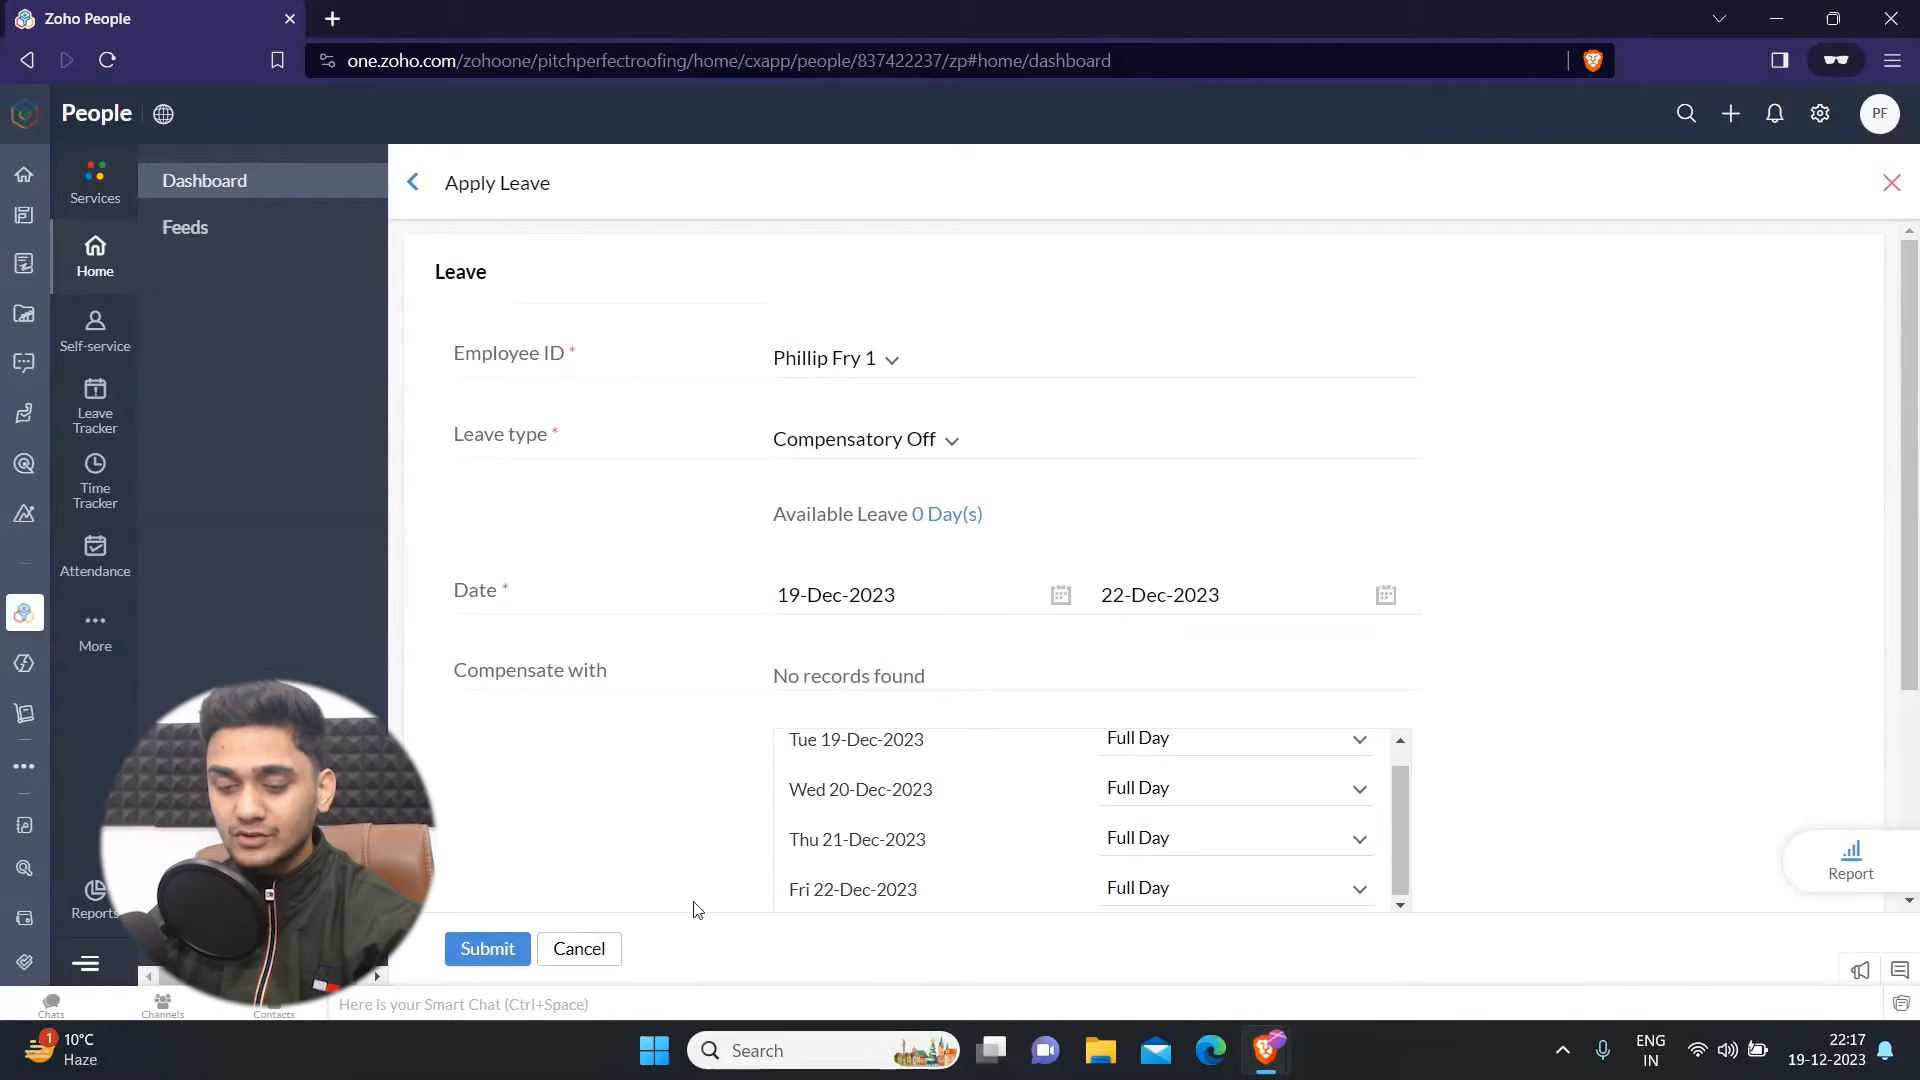 Zoho People
one.zoho.com/zohoone/pitchperfectroofing/home/cxapp/people/837422237/zp#home/dashboard
People
PF
Services
Home
Self-service
Leave
Tracker
Time
Tracker
Attendance
More
Reports
Dashboard
Feeds
Apply Leave
Leave
Employee ID *
Phillip Fry 1
Leave type *
Compensatory Off
Available Leave 0 Day(s)
Date *
19-Dec-2023
22-Dec-2023
Compensate with
No records found
Tue 19-Dec-2023 Full Day
Wed 20-Dec-2023 Full Day
Thu 21-Dec-2023 Full Day
Fri 22-Dec-2023 Full Day
Report
Submit
Cancel
Chats
Channels
Contacts
Here is your Smart Chat (Ctrl+Space)
1
10°C
Haze
Search
ENG
IN
22:17
19-12-2023